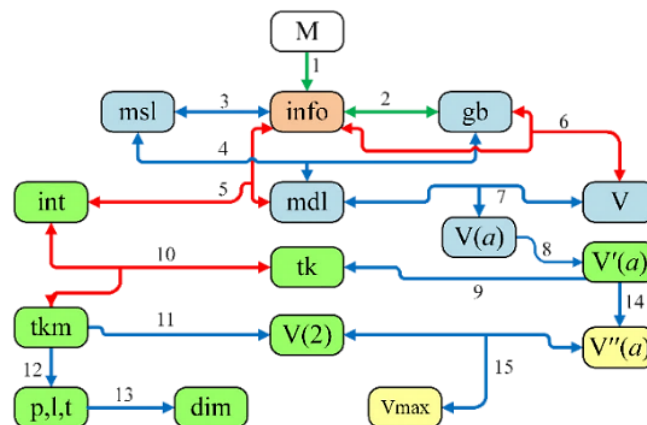 M
1
msl
3
info
2
gb
4
6
5
int
mdl
7
V
V(a)
8
V′(a)
10
tk
9
14
tkm
11
V(2)
V″(a)
12
15
p,l,t
13
dim
Vmax